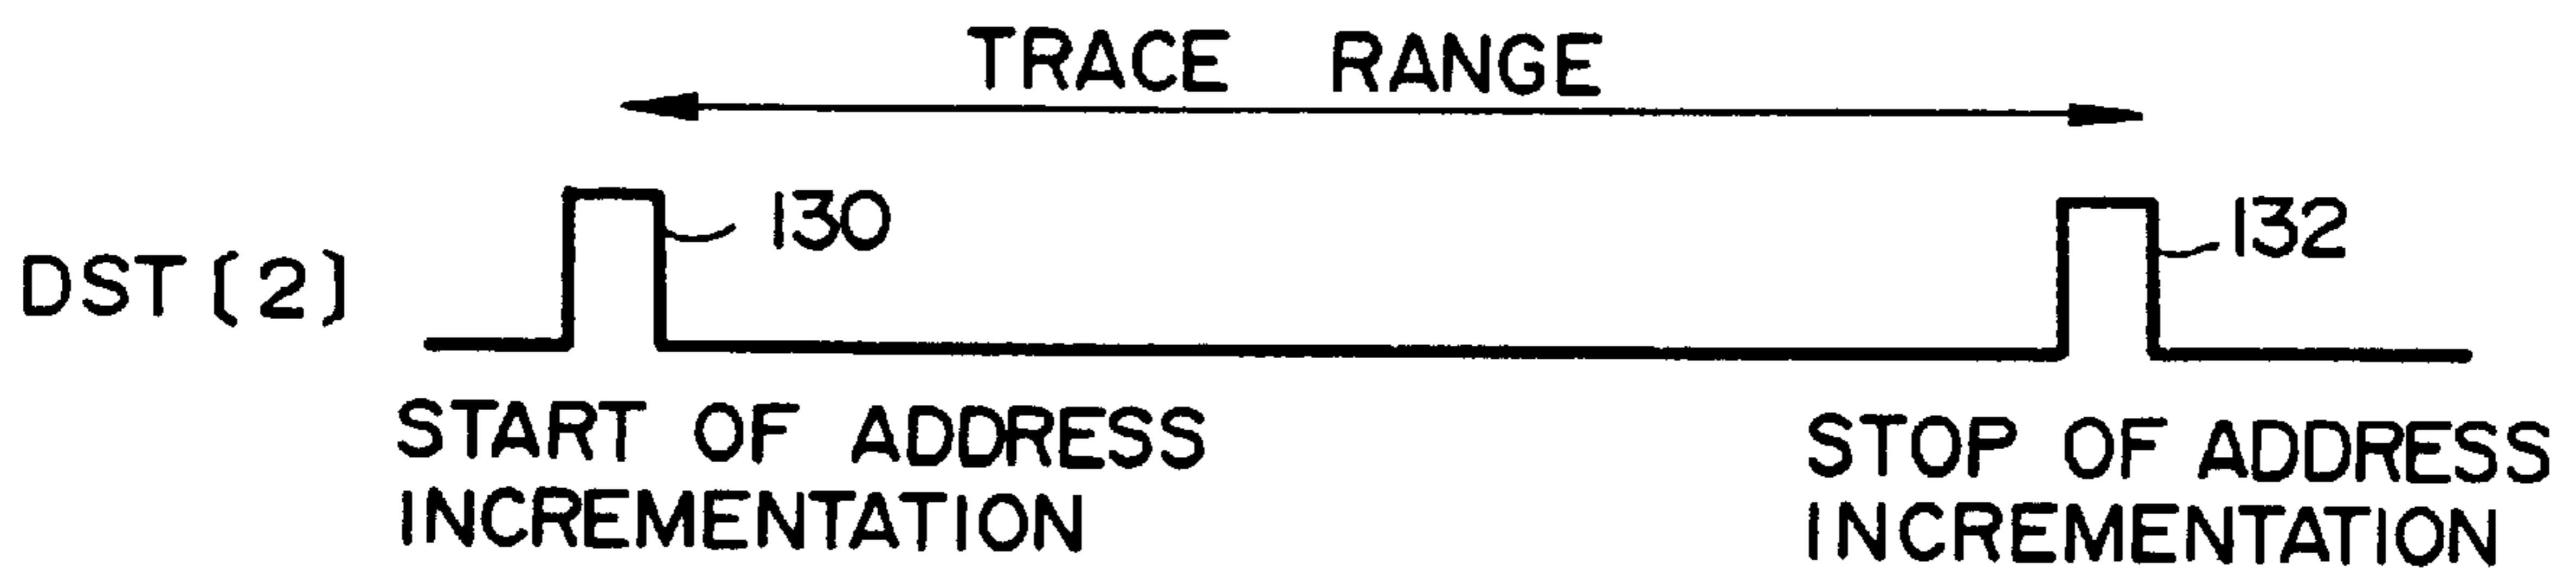 TRACE RANGE
130
132
DST(2)
START OF ADDRESS
INCREMENTATION
STOP OF ADDRESS
INCREMENTATION